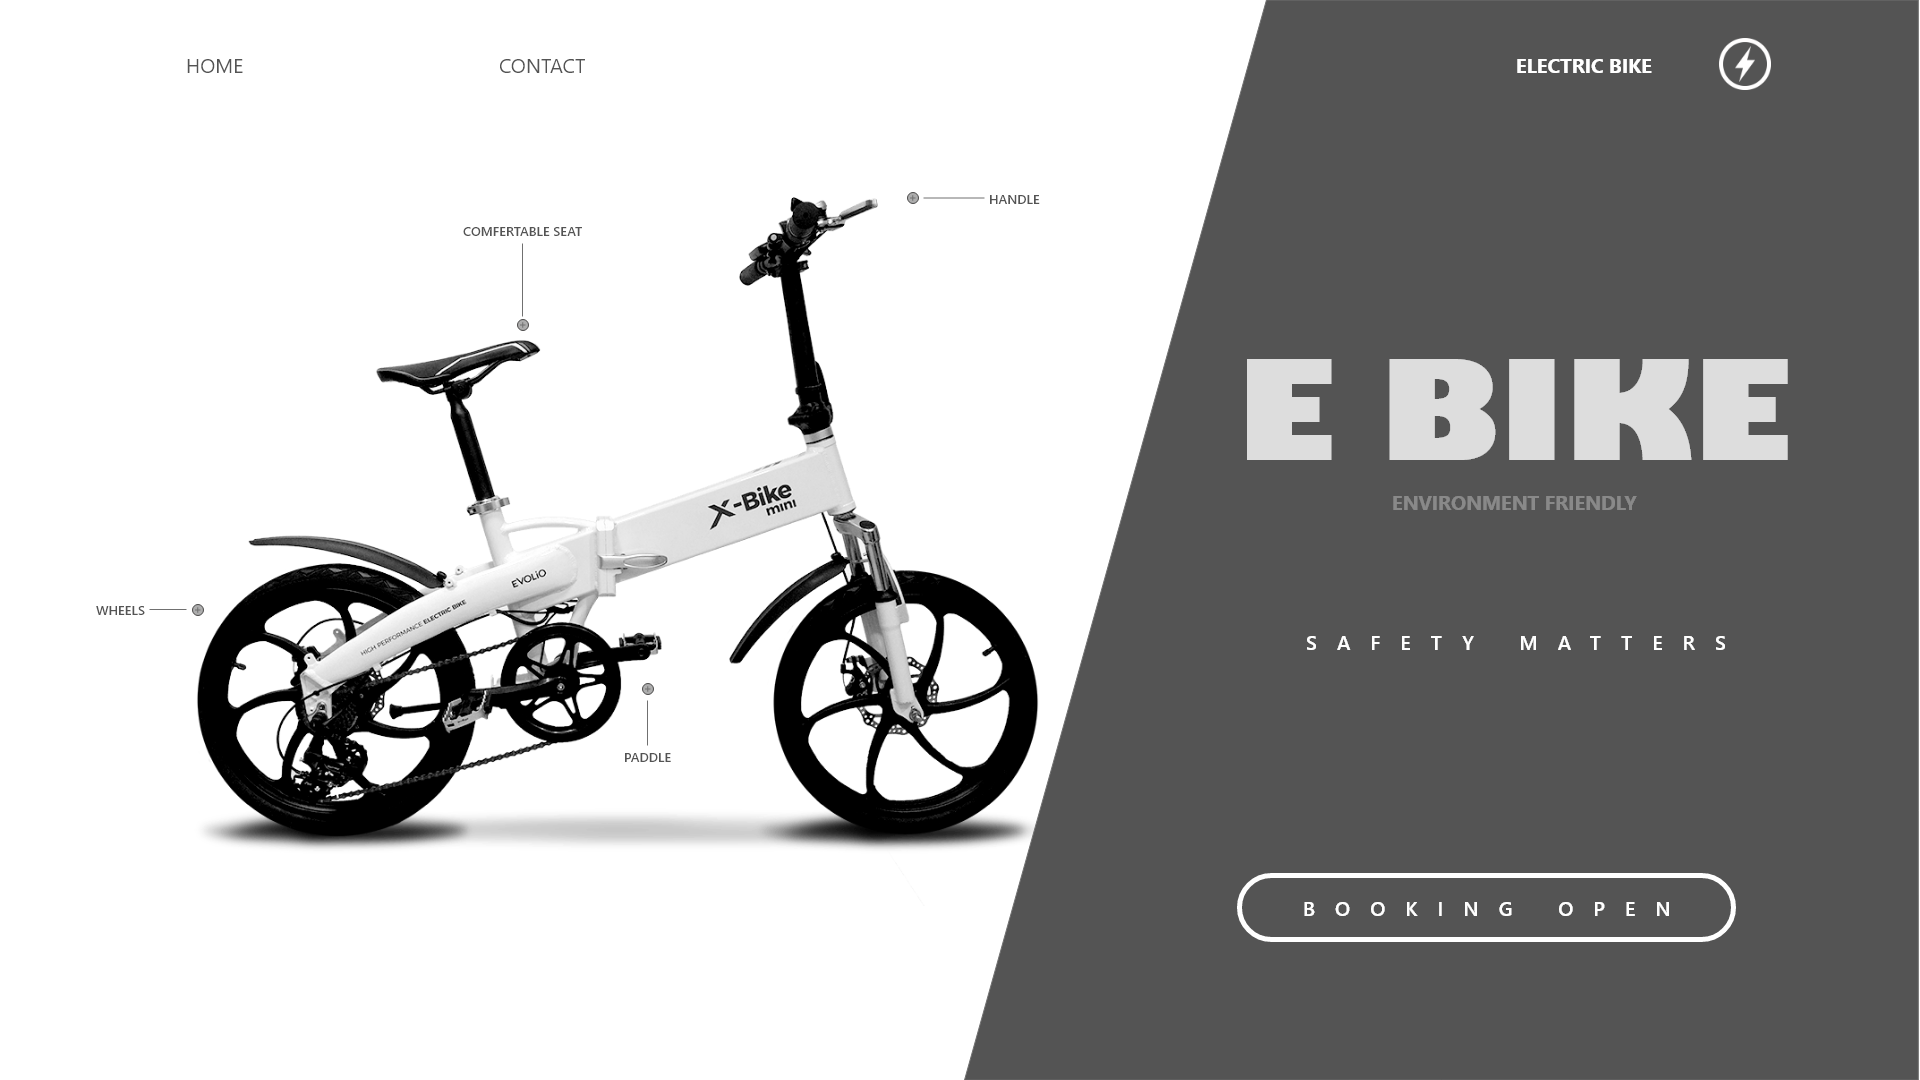 HOME
CONTACT
ELECTRIC BIKE
HANDLE
COMFERTABLE SEAT
E BIKE
X-Bike
mini
ENVIRONMENT FRIENDLY
EVOLiO
HIGH PERFORMANCE ELECTRIC BIKE
WHEELS
SAFETY MATTERS
PADDLE
BOOKING OPEN